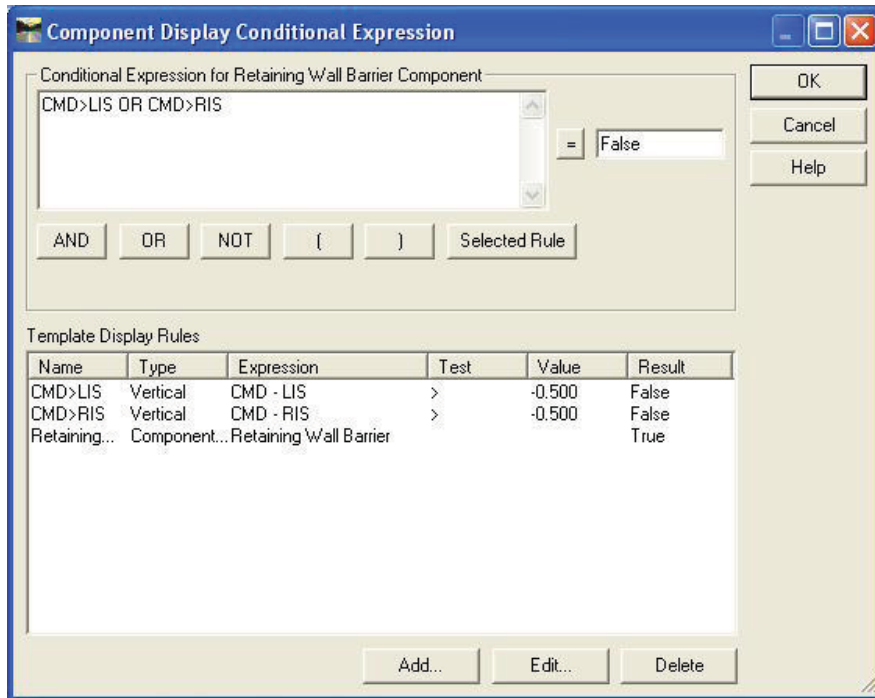 Component Display Conditional Expression
Conditional Expression for Retaining Wall Barrier Component
CMD>LIS OR CMD>RIS
= False
AND OR NOT ( ) Selected Rule
OK
Cancel
Help
Template Display Rules
Name Type Expression Test Value Result
CMD>LIS Vertical CMD - LIS > -0.500 False
CMD>RIS Vertical CMD - RIS > -0.500 False
Retaining... Component... Retaining Wall Barrier True
Add... Edit... Delete